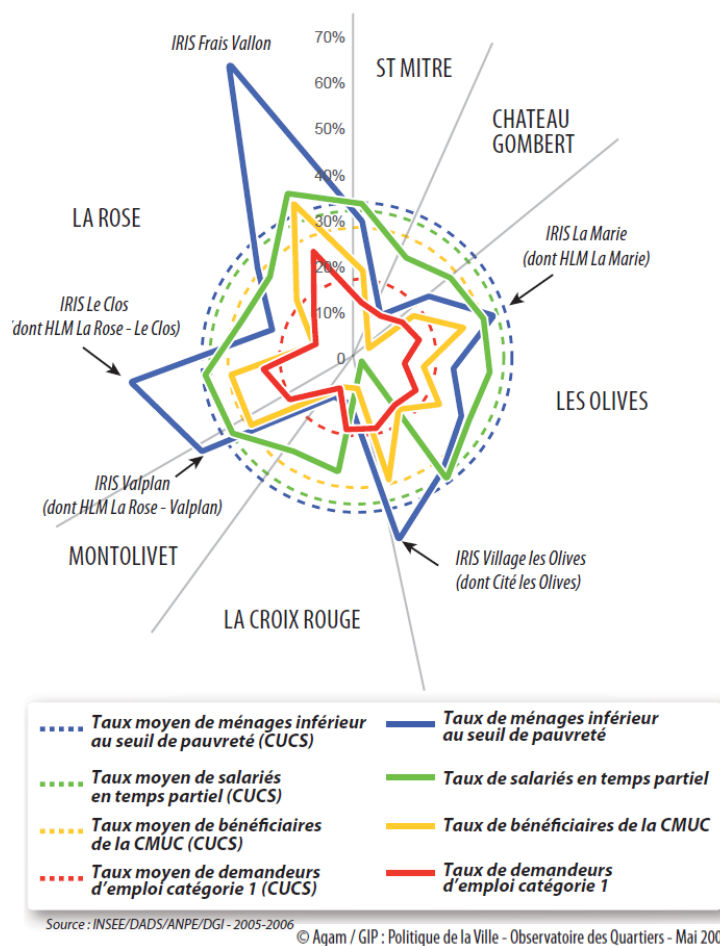 70%
IRIS Frais Vallon
ST MITRE
60%
50%
CHATEAU
GOMBERT
40%
LA ROSE
30%
IRIS La Marie
(dont HLM La Marie)
20%
IRIS Le Clos
(dont HLM La Rose - Le Clos)
10%
0
LES OLIVES
IRIS Valplan
(dont HLM La Rose - Valplan)
MONTOLIVET
IRIS Village les Olives
(dont Cité les Olives)
LA CROIX ROUGE
Taux moyen de ménages inférieur
au seuil de pauvreté (CUCS)
Taux de ménages inférieur
au seuil de pauvreté
Taux moyen de salariés
en temps partiel (CUCS)
Taux de salariés en temps partiel
Taux moyen de bénéficiaires
de la CMUC (CUCS)
Taux de bénéficiaires de la CMUC
Taux moyen de demandeurs
d'emploi catégorie 1 (CUCS)
Taux de demandeurs
d'emploi catégorie 1
Source : INSEE/DADS/ANPE/DGI - 2005-2006
© Agam / GIP : Politique de la Ville - Observatoire des Quartiers - Mai 200